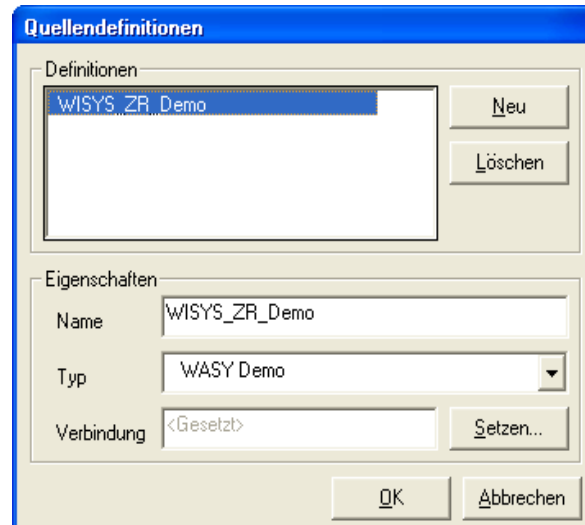 Quellendefinitionen
Definitionen
WISYS_ZR_Demo
Neu
Löschen
Eigenschaften
Name WISYS_ZR_Demo
Typ WASY Demo
Verbindung <Gesetzt> Setzen...
OK Abbrechen